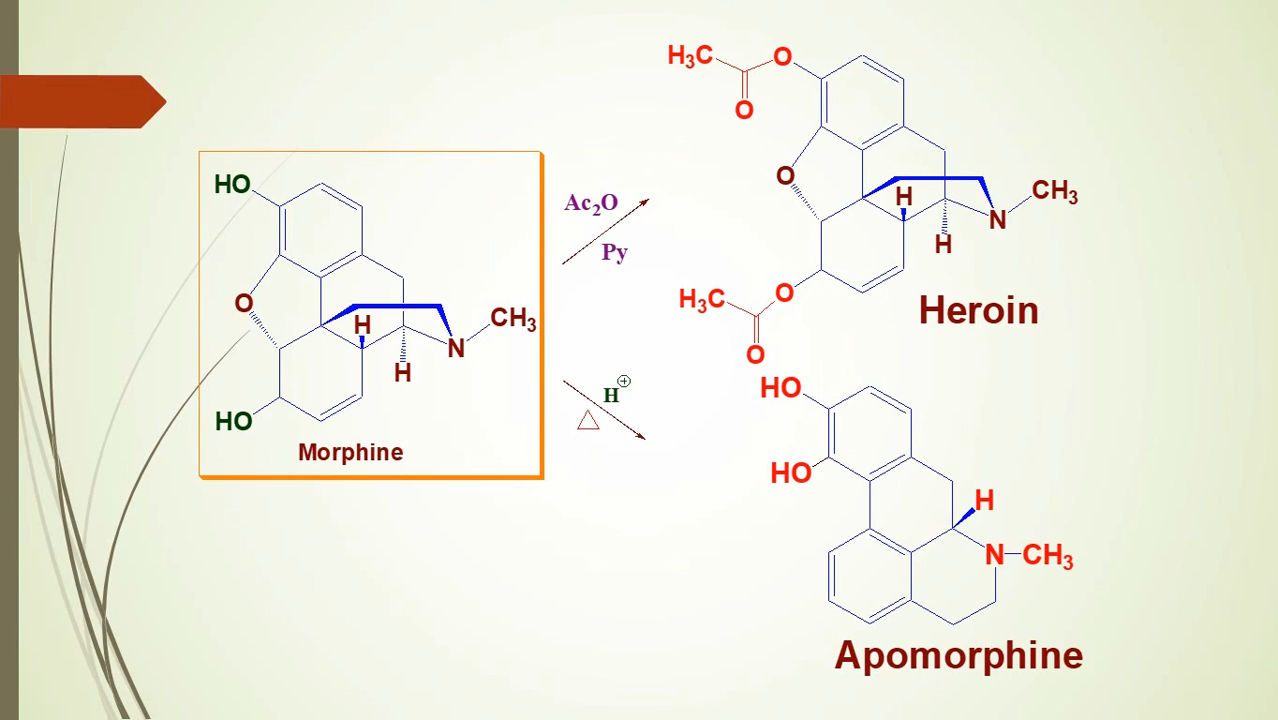 HO
O
H
H
N
CH₃
HO
Morphine
Ac₂O
Py
H⊕
△
H₃C
O
O
O
H
H
N
CH₃
H₃C
O
O
Heroin
HO
HO
H
N
CH₃
Apomorphine